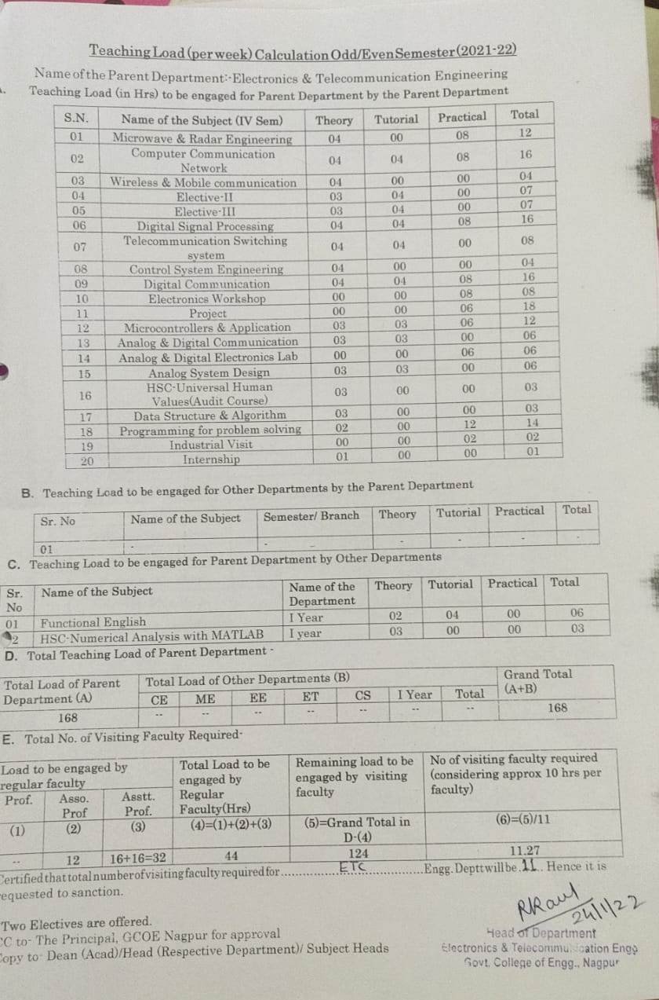 Teaching Load (per week) Calculation Odd/Even Semester (2021-22)
Name of the Parent Department:-Electronics & Telecommunication Engineering
Teaching Load (in Hrs) to be engaged for Parent Department by the Parent Department
S.N. Name of the Subject (IV Sem) Theory Tutorial Practical Total
01 Microwave & Radar Engineering 04 00 08 12
02 Computer Communication Network 04 04 08 16
03 Wireless & Mobile communication 04 00 00 04
04 Elective-II 03 04 00 07
05 Elective-III 03 04 00 07
06 Digital Signal Processing 04 04 08 16
07 Telecommunication Switching system 04 04 00 08
08 Control System Engineering 04 00 00 04
09 Digital Communication 04 04 08 16
10 Electronics Workshop 00 00 08 08
11 Project 00 00 06 18
12 Microcontrollers & Application 03 03 06 12
13 Analog & Digital Communication 03 03 00 06
14 Analog & Digital Electronics Lab 00 00 06 06
15 Analog System Design 03 03 00 06
16 HSC-Universal Human Values(Audit Course) 03 00 00 03
17 Data Structure & Algorithm 03 00 00 03
18 Programming for problem solving 02 00 12 14
19 Industrial Visit 00 00 02 02
20 Internship 01 00 00 01
B. Teaching Load to be engaged for Other Departments by the Parent Department
Sr. No Name of the Subject Semester/ Branch Theory Tutorial Practical Total
01 - - - - - -
C. Teaching Load to be engaged for Parent Department by Other Departments
Sr. No Name of the Subject Name of the Department Theory Tutorial Practical Total
01 Functional English I Year 02 04 00 06
2 HSC-Numerical Analysis with MATLAB I year 03 00 00 03
D. Total Teaching Load of Parent Department -
Total Load of Parent Department (A) Total Load of Other Departments (B) Grand Total (A+B)
CE ME EE ET CS I Year Total
168 -- -- -- -- -- -- -- 168
E. Total No. of Visiting Faculty Required-
Load to be engaged by regular faculty Total Load to be engaged by Regular Faculty(Hrs) Remaining load to be engaged by visiting faculty No of visiting faculty required (considering approx 10 hrs per faculty)
Prof. Asso. Prof Asstt. Prof.
(1) (2) (3) (4)=(1)+(2)+(3) (5)=Grand Total in D-(4) (6)=(5)/11
-- 12 16+16=32 44 124 11.27
Certified that total number of visiting faculty required for ......ETC......Engg. Deptt will be .11.. Hence it is
requested to sanction.
Two Electives are offered.
CC to- The Principal, GCOE Nagpur for approval
Copy to- Dean (Acad)/Head (Respective Department)/ Subject Heads
RKaul
24/1/22
Head of Department
Electronics & Telecommunication Engg
Govt. College of Engg., Nagpur